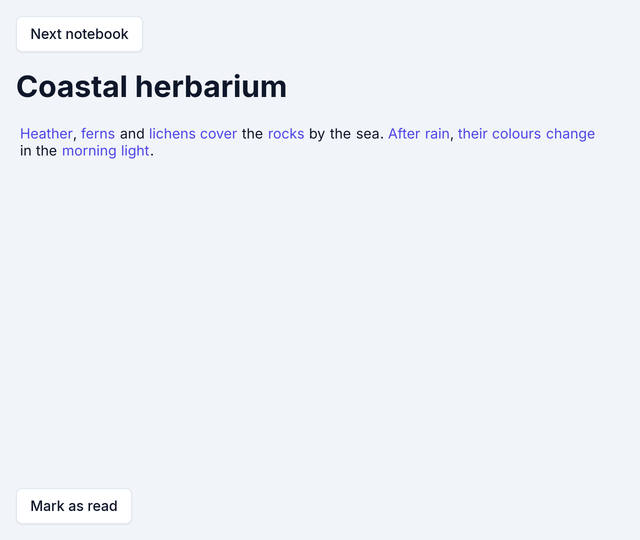 Next notebook
Coastal herbarium
Heather, ferns and lichens cover the rocks by the sea. After rain, their colours change
in the morning light.
Mark as read